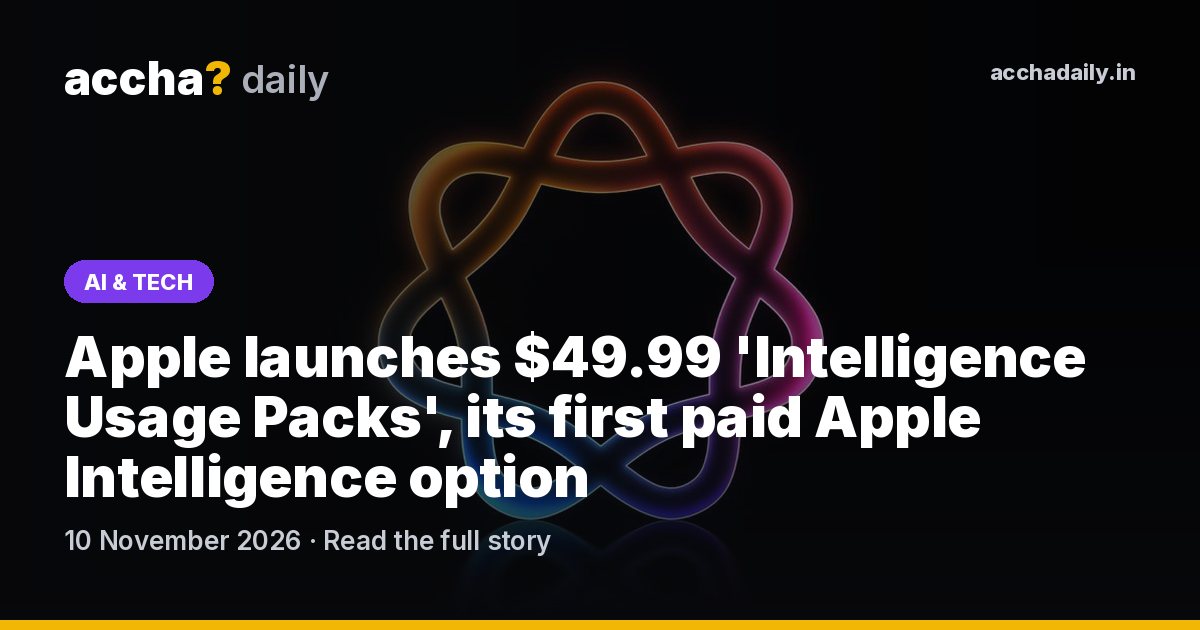 accha? daily
acchadaily.in
AI & TECH
Apple launches $49.99 'Intelligence
Usage Packs', its first paid Apple
Intelligence option
10 November 2026 · Read the full story